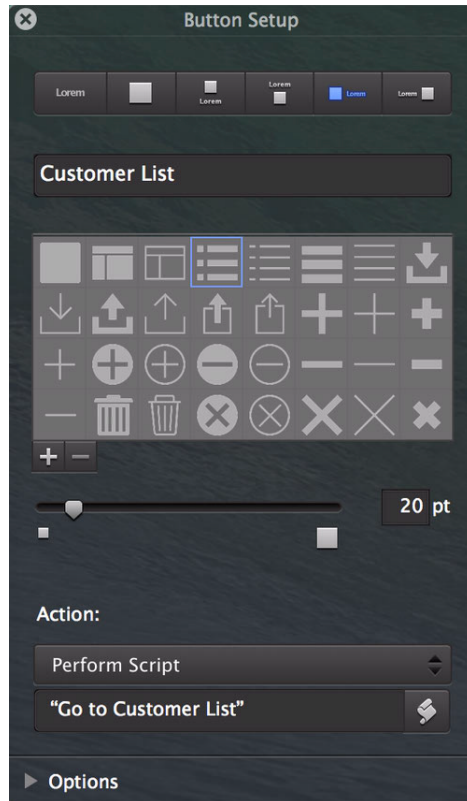 Button Setup
Lorem
Lorem
Lorem
Lorem
Lorem
Customer List
20 pt
Action:
Perform Script
“Go to Customer List”
Options